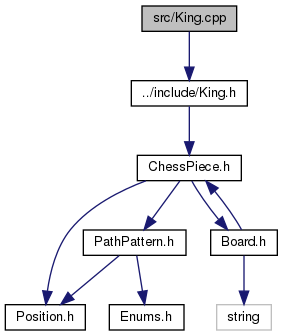 src/King.cpp
../include/King.h
ChessPiece.h
PathPattern.h
Board.h
Position.h
Enums.h
string